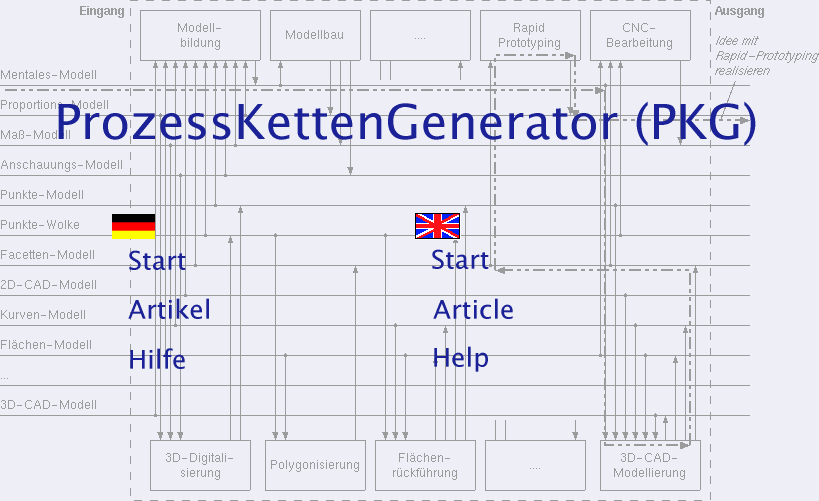 Eingang
Ausgang
Modell-
bildung
Modellbau
....
Rapid
Prototyping
CNC-
Bearbeitung
Idee mit
Rapid-Prototyping
realisieren
Mentales-Modell
Proportions-Modell
ProzessKettenGenerator (PKG)
Maß-Modell
Anschauungs-Modell
Punkte-Modell
Punkte-Wolke
Facetten-Modell
Start
Start
2D-CAD-Modell
Artikel
Article
Kurven-Modell
Flächen-Modell
Hilfe
Help
...
3D-CAD-Modell
3D-Digitali-
sierung
Polygonisierung
Flächen-
rückführung
....
3D-CAD-
Modellierung